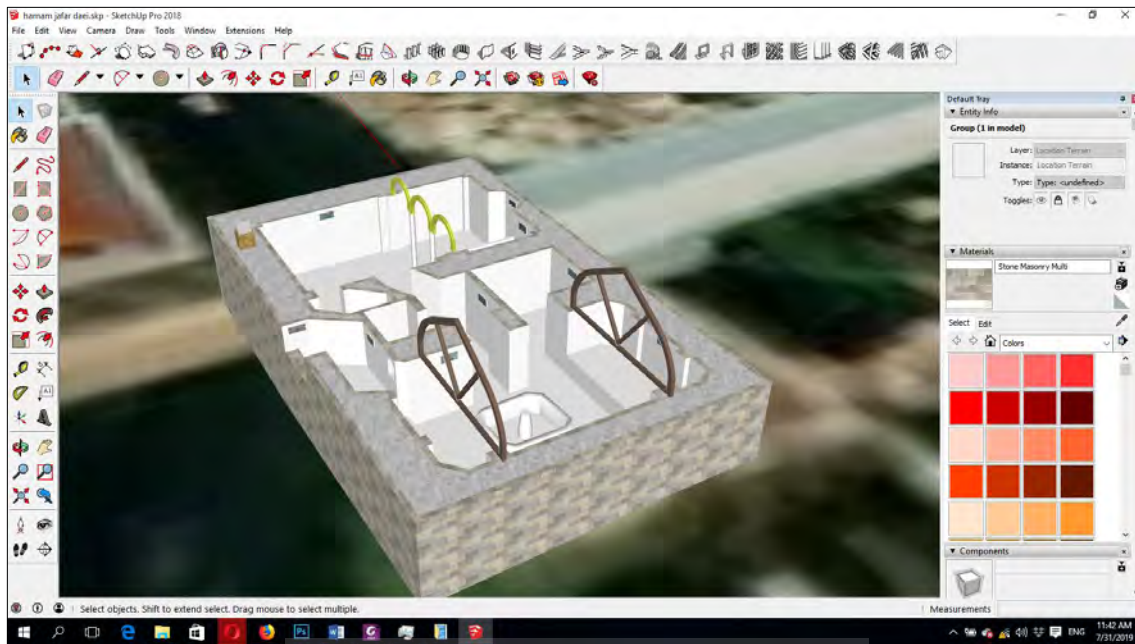 hamam jafar daei.skp - SketchUp Pro 2018
File Edit View Camera Draw Tools Window Extensions Help
Default Tray
Entity Info
Group (1 in model)
Layer: Location Terrain
Instance: Location Terrain
Type: Type: <undefined>
Toggles:
Materials
Stone Masonry Multi
Select Edit
Colors
Components
Select objects. Shift to extend select. Drag mouse to select multiple.
Measurements
ENG
11:42 AM
7/31/2019